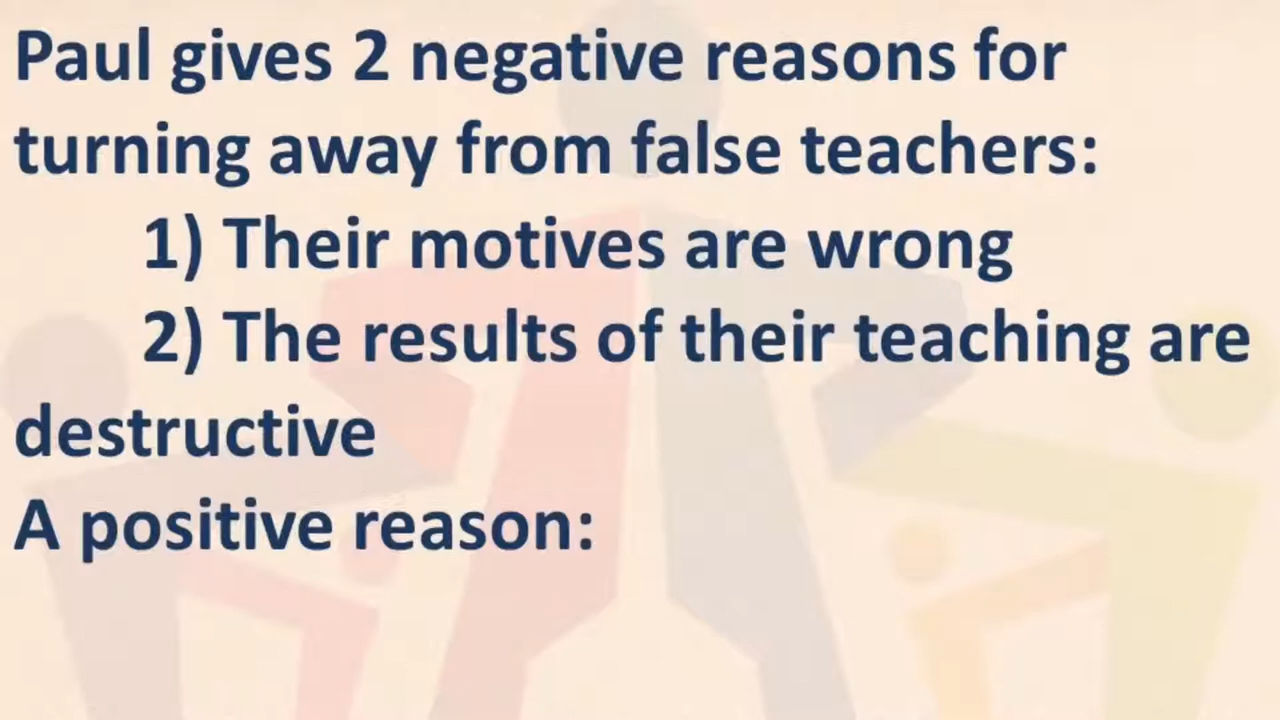 Paul gives 2 negative reasons for
turning away from false teachers:
1) Their motives are wrong
2) The results of their teaching are
destructive
A positive reason: